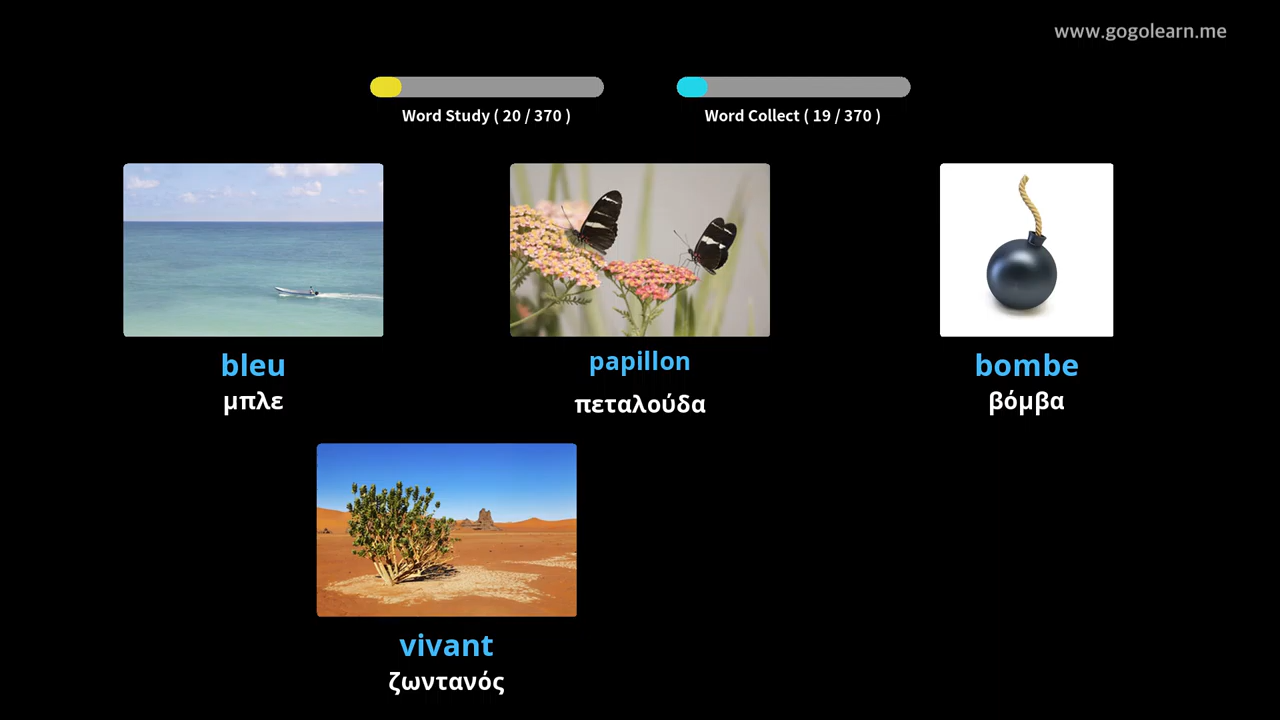 www.gogolearn.me
Word Study ( 20 / 370 )
Word Collect ( 19 / 370 )
bleu
μπλε
papillon
πεταλούδα
bombe
βόμβα
vivant
ζωντανός